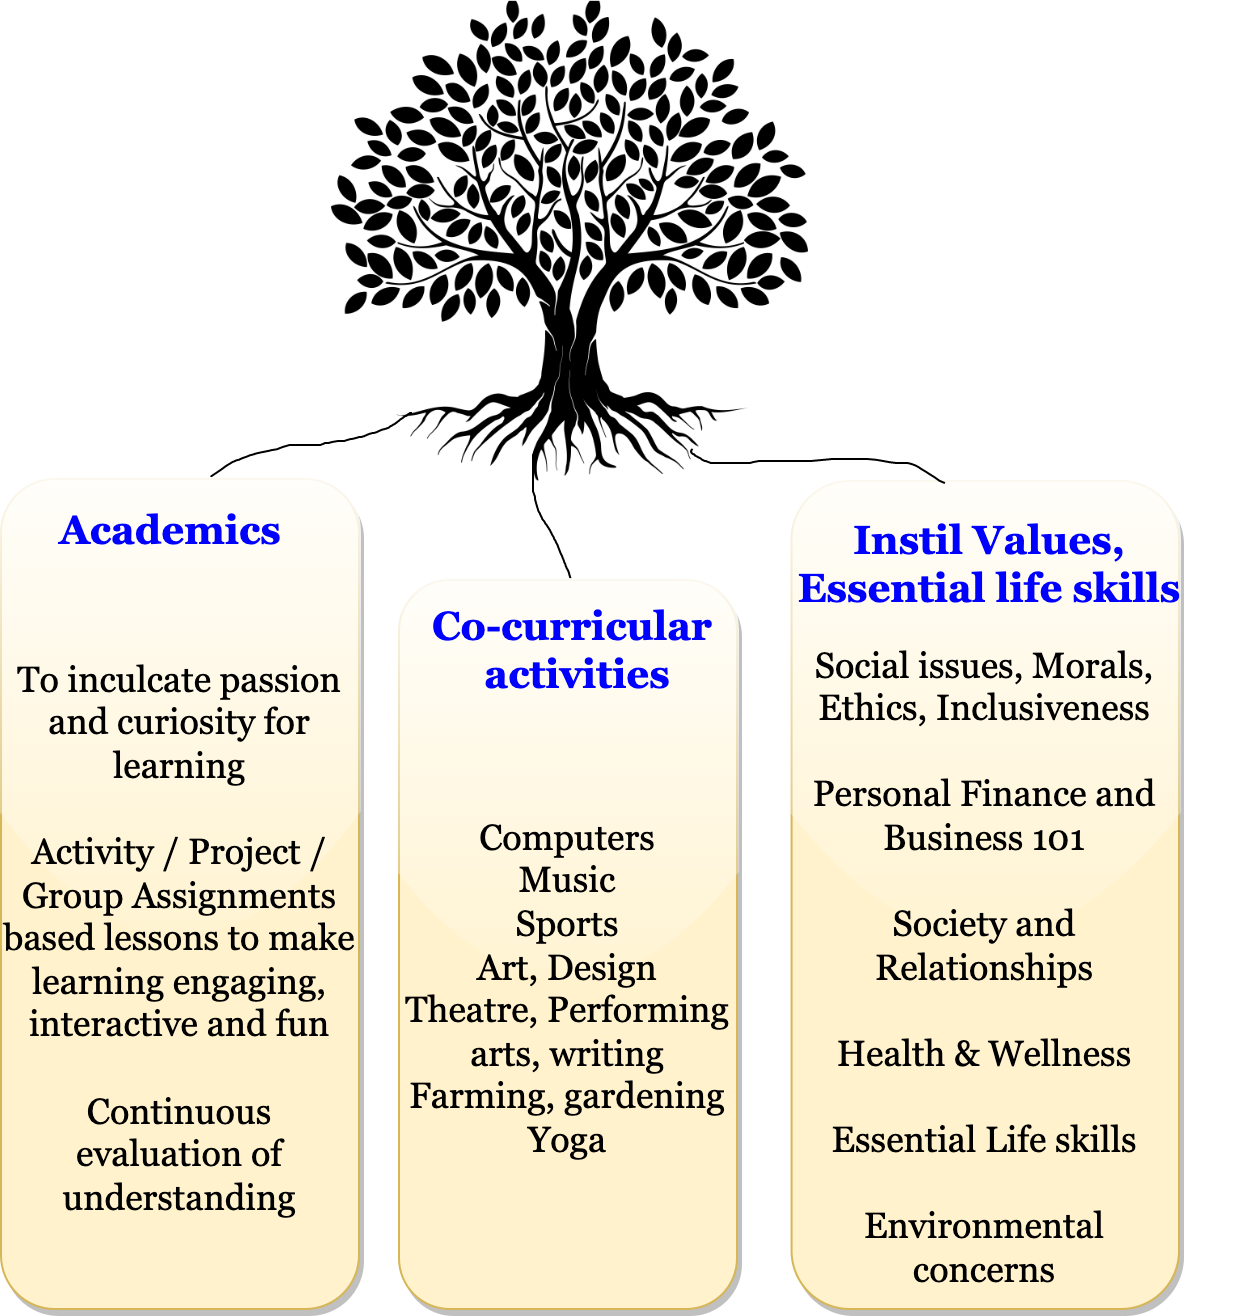 Academics
To inculcate passion
and curiosity for
learning
Activity / Project /
Group Assignments
based lessons to make
learning engaging,
interactive and fun
Continuous
evaluation of
understanding
Co-curricular
activities
Computers
Music
Sports
Art, Design
Theatre, Performing
arts, writing
Farming, gardening
Yoga
Instil Values,
Essential life skills
Social issues, Morals,
Ethics, Inclusiveness
Personal Finance and
Business 101
Society and
Relationships
Health & Wellness
Essential Life skills
Environmental
concerns